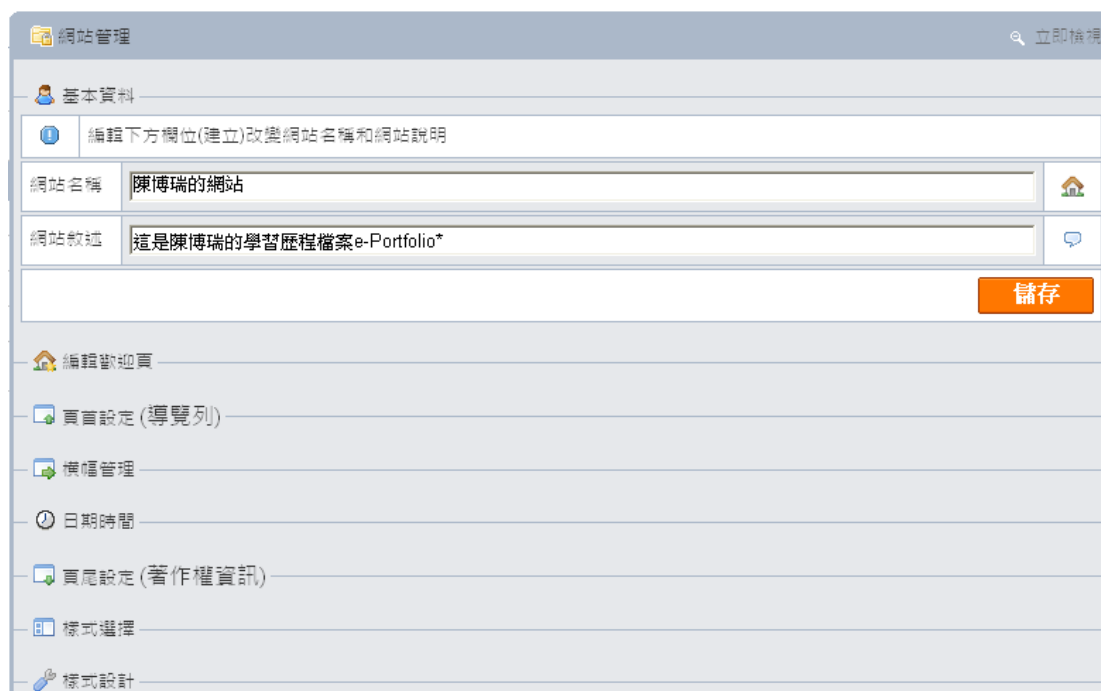 網站管理 立即檢視
基本資料
編輯下方欄位(建立)改變網站名稱和網站說明
網站名稱 陳博瑞的網站
網站敘述 這是陳博瑞的學習歷程檔案e-Portfolio*
儲存
編輯歡迎頁
頁首設定 (導覽列)
橫幅管理
日期時間
頁尾設定 (著作權資訊)
樣式選擇
樣式設計